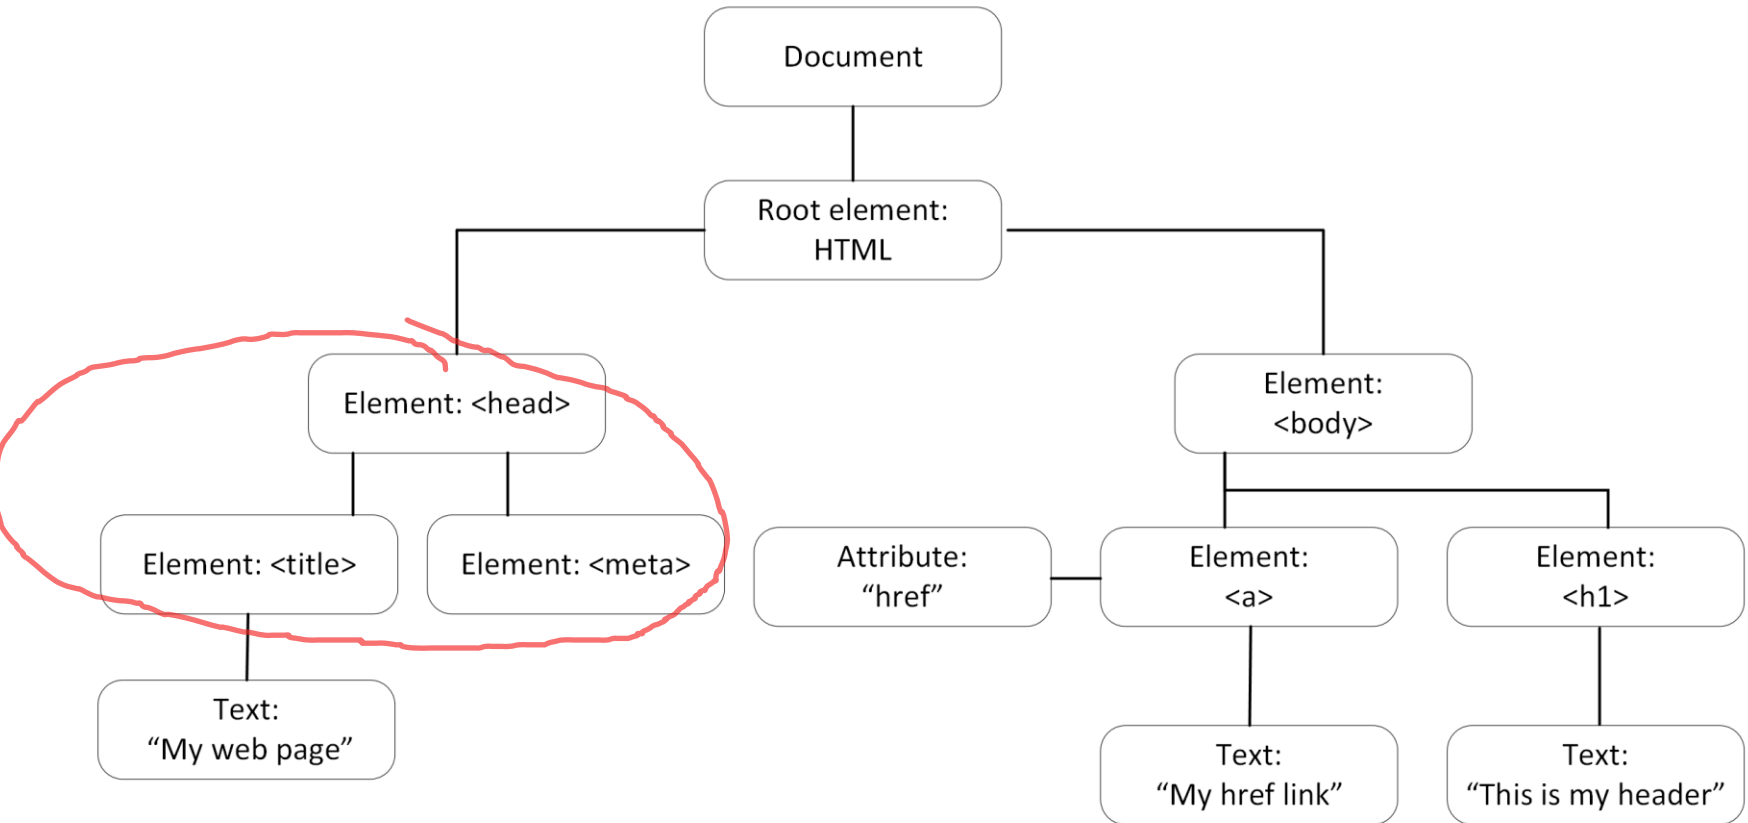 Document
Root element:
HTML
Element: <head>
Element:
<body>
Element: <title>
Element: <meta>
Attribute:
“href”
Element:
<a>
Element:
<h1>
Text:
“My web page”
Text:
“My href link”
Text:
“This is my header”